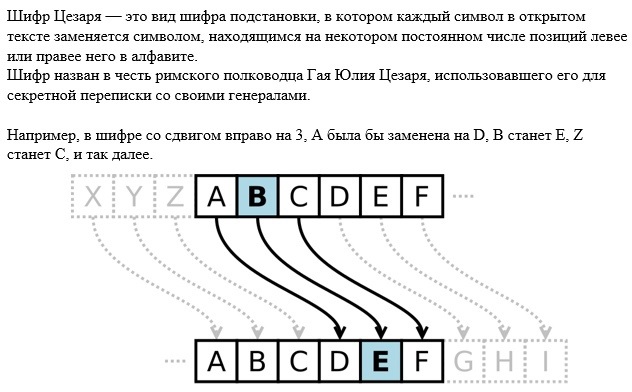 Шифр Цезаря — это вид шифра подстановки, в котором каждый символ в открытом
тексте заменяется символом, находящимся на некотором постоянном числе позиций левее
или правее него в алфавите.
Шифр назван в честь римского полководца Гая Юлия Цезаря, использовавшего его для
секретной переписки со своими генералами.
Например, в шифре со сдвигом вправо на 3, A была бы заменена на D, B станет E, Z
станет C, и так далее.
X Y Z A B C D E F ....
.... A B C D E F G H I